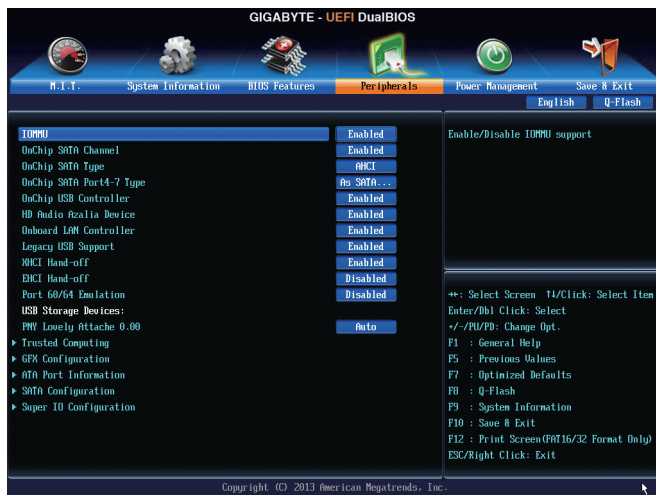 GIGABYTE - UEFI DualBIOS
M.I.T. System Information BIOS Features Peripherals Power Management Save & Exit
English Q-Flash
IOMMU Enabled
OnChip SATA Channel Enabled
OnChip SATA Type AHCI
OnChip SATA Port4-7 Type As SATA...
OnChip USB Controller Enabled
HD Audio Azalia Device Enabled
Onboard LAN Controller Enabled
Legacy USB Support Enabled
XHCI Hand-off Enabled
EHCI Hand-off Disabled
Port 60/64 Emulation Disabled
USB Storage Devices:
PNY Lovely Attache 0.00 Auto
Trusted Computing
GFX Configuration
ATA Port Information
SATA Configuration
Super IO Configuration
Enable/Disable IOMMU support
↔: Select Screen ↑↓/Click: Select Item
Enter/Dbl Click: Select
+/-/PU/PD: Change Opt.
F1 : General Help
F5 : Previous Values
F7 : Optimized Defaults
F8 : Q-Flash
F9 : System Information
F10 : Save & Exit
F12 : Print Screen(FAT16/32 Format Only)
ESC/Right Click: Exit
Copyright (C) 2013 American Megatrends, Inc.